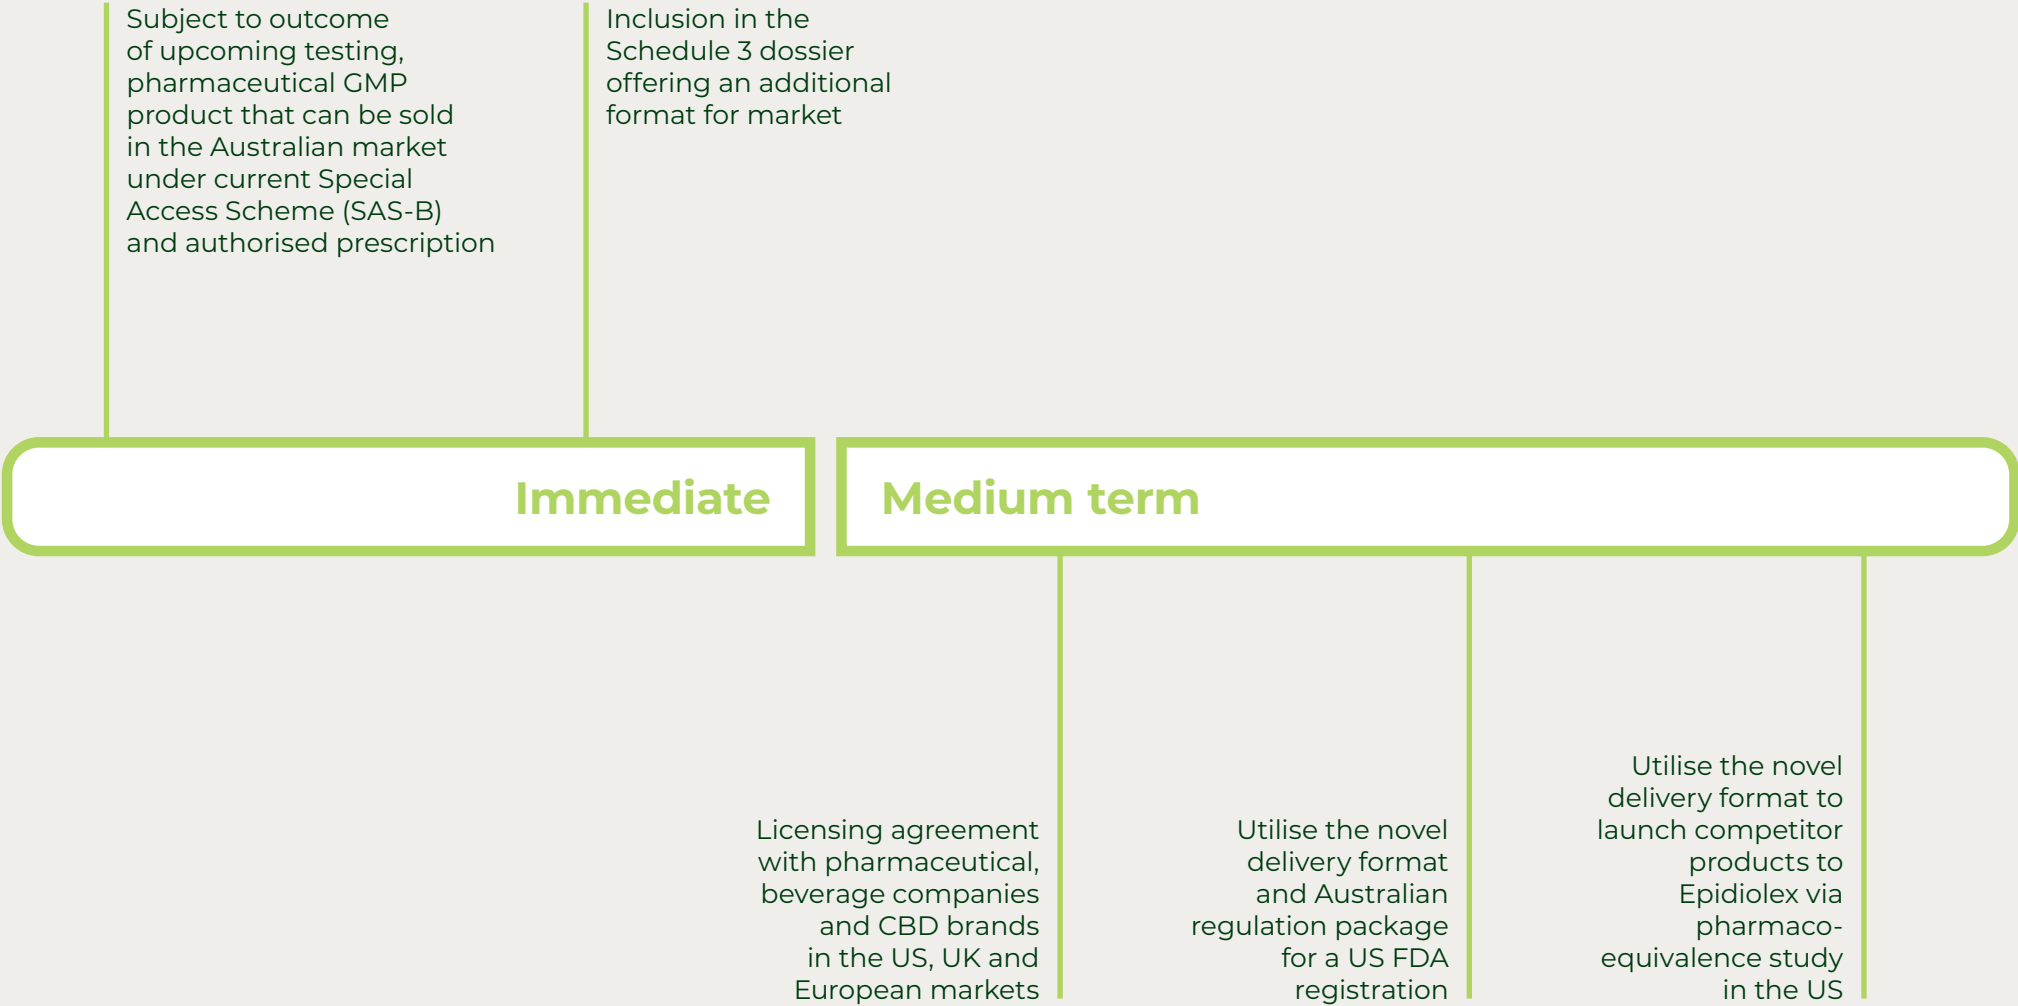 Subject to outcome
of upcoming testing,
pharmaceutical GMP
product that can be sold
in the Australian market
under current Special
Access Scheme (SAS-B)
and authorised prescription
Inclusion in the
Schedule 3 dossier
offering an additional
format for market
Immediate
Medium term
Licensing agreement
with pharmaceutical,
beverage companies
and CBD brands
in the US, UK and
European markets
Utilise the novel
delivery format
and Australian
regulation package
for a US FDA
registration
Utilise the novel
delivery format to
launch competitor
products to
Epidiolex via
pharmaco-
equivalence study
in the US